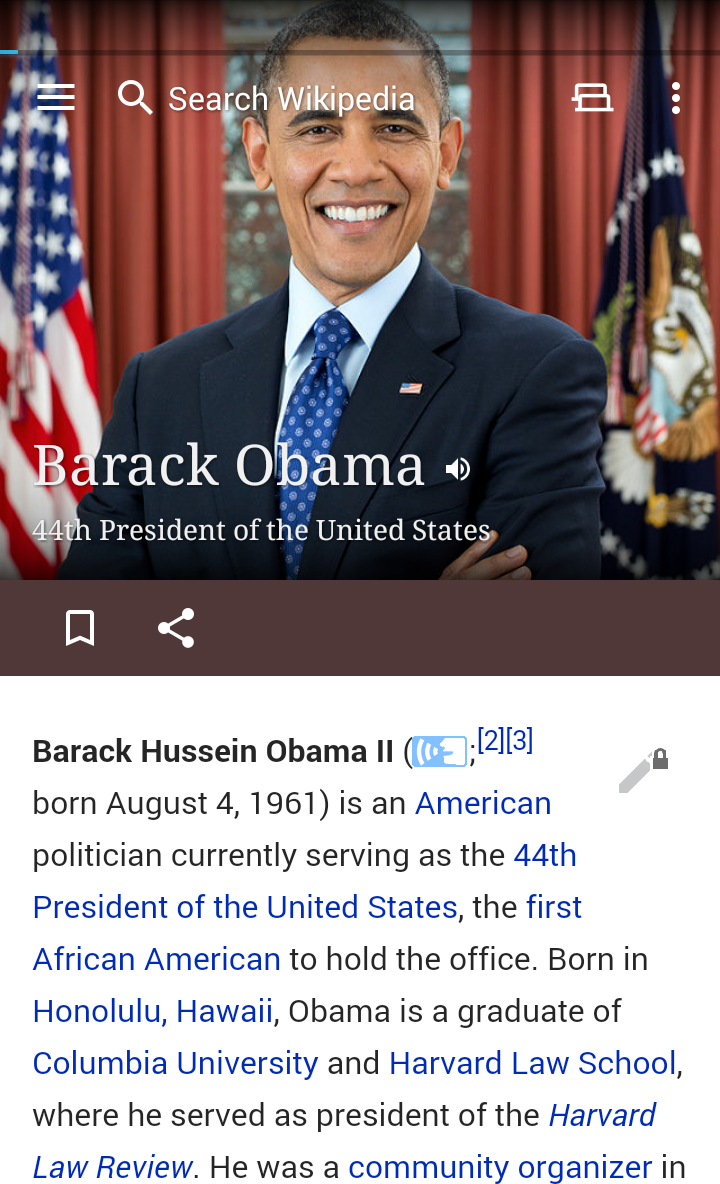 Search Wikipedia
Barack Obama
44th President of the United States
Barack Hussein Obama II (;[2][3]
born August 4, 1961) is an American
politician currently serving as the 44th
President of the United States, the first
African American to hold the office. Born in
Honolulu, Hawaii, Obama is a graduate of
Columbia University and Harvard Law School,
where he served as president of the Harvard
Law Review. He was a community organizer in